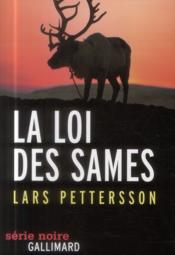 LA LOI
DES SAMES
LARS PETTERSSON
série noire
GALLIMARD